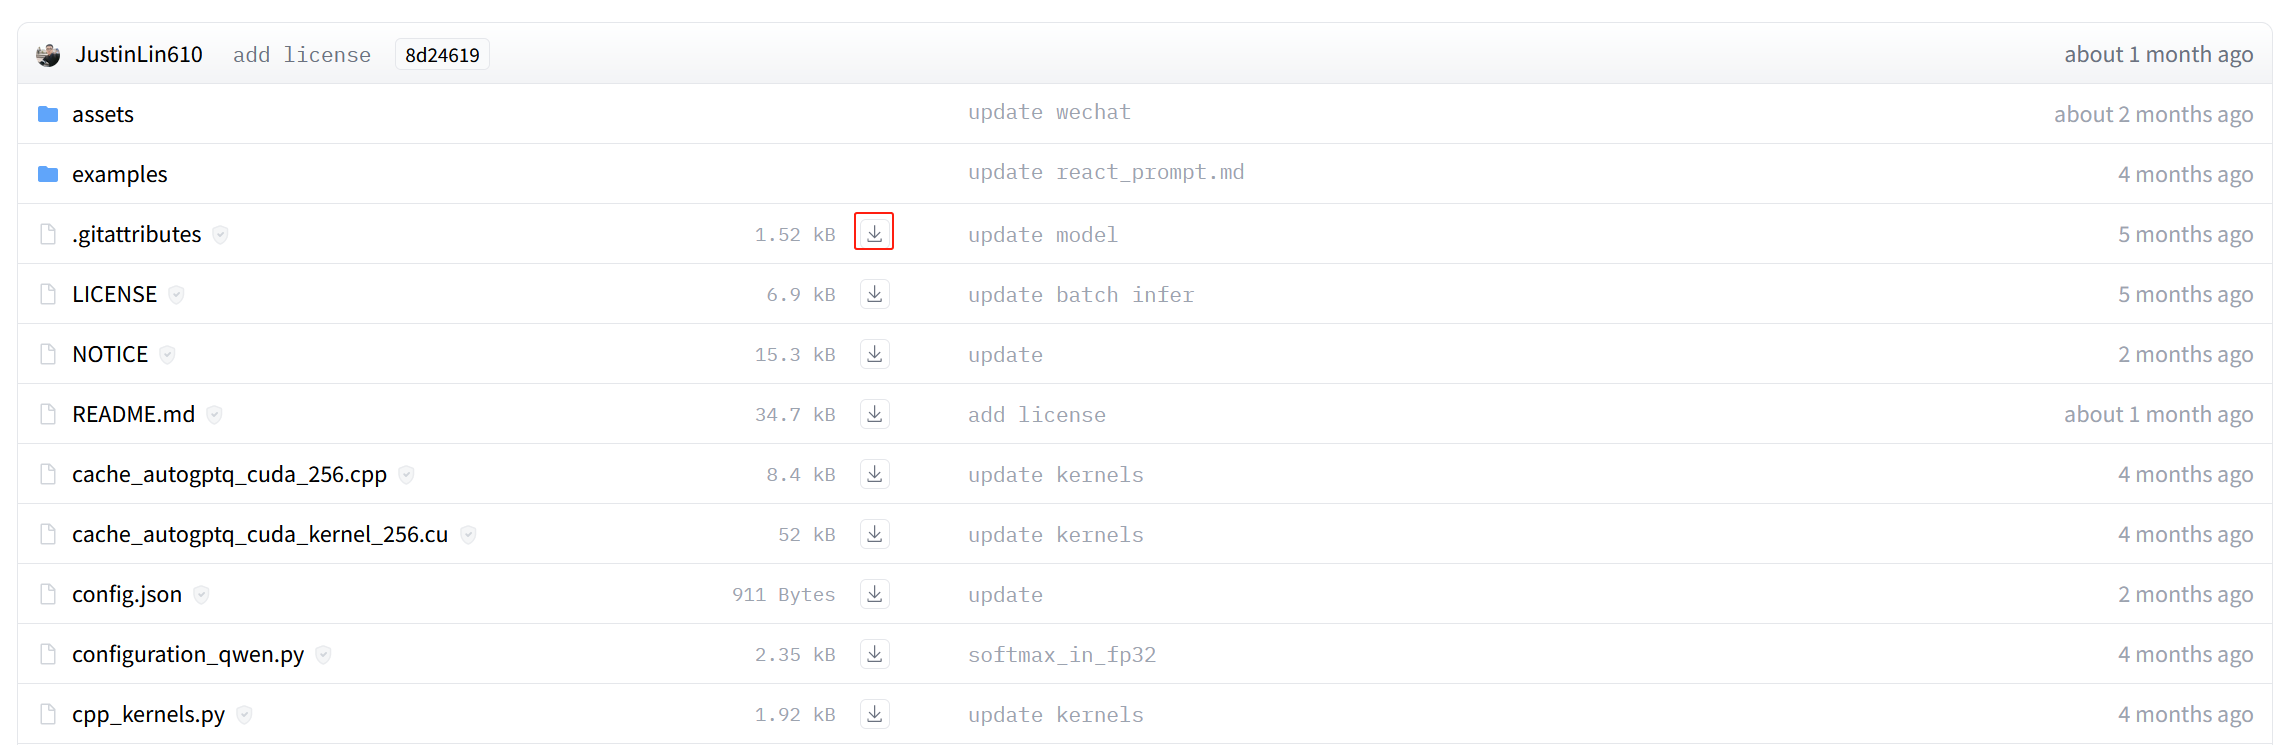 JustinLin610 add license 8d24619 about 1 month ago
assets update wechat about 2 months ago
examples update react_prompt.md 4 months ago
.gitattributes 1.52 kB update model 5 months ago
LICENSE 6.9 kB update batch infer 5 months ago
NOTICE 15.3 kB update 2 months ago
README.md 34.7 kB add license about 1 month ago
cache_autogptq_cuda_256.cpp 8.4 kB update kernels 4 months ago
cache_autogptq_cuda_kernel_256.cu 52 kB update kernels 4 months ago
config.json 911 Bytes update 2 months ago
configuration_qwen.py 2.35 kB softmax_in_fp32 4 months ago
cpp_kernels.py 1.92 kB update kernels 4 months ago